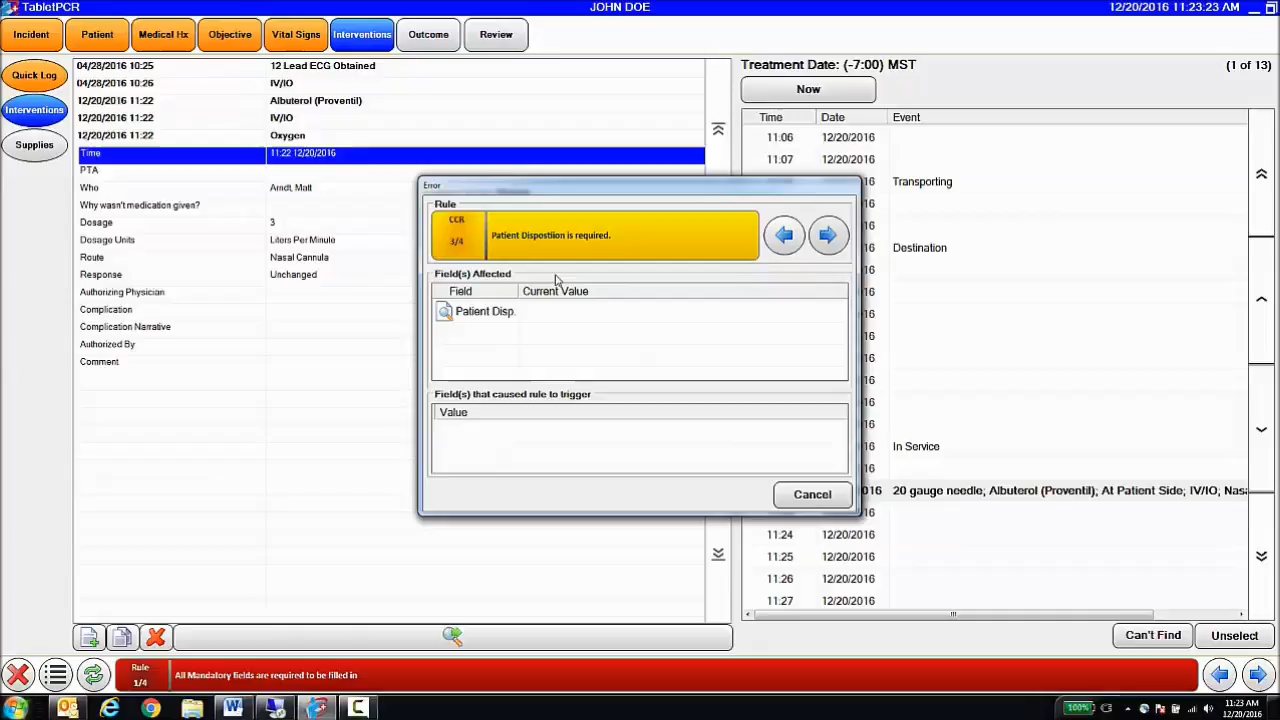 TabletPCR JOHN DOE 12/20/2016 11:23:23 AM
Incident Patient Medical Hx Objective Vital Signs Interventions Outcome Review
Quick Log
Interventions
Supplies
04/28/2016 10:25 12 Lead ECG Obtained
04/28/2016 10:26 IV/IO
12/20/2016 11:22 Albuterol (Proventil)
12/20/2016 11:22 IV/IO
12/20/2016 11:22 Oxygen
Time 11:22 12/20/2016
PTA
Who Arndt, Matt
Why wasn't medication given?
Dosage 3
Dosage Units Liters Per Minute
Route Nasal Cannula
Response Unchanged
Authorizing Physician
Complication
Complication Narrative
Authorized By
Comment
Error
Rule
CCR
3/4
Patient Dispostiion is required.
Field(s) Affected
Field Current Value
Patient Disp.
Field(s) that caused rule to trigger
Value
Cancel
Treatment Date: (-7:00) MST (1 of 13)
Now
Time Date Event
11:06 12/20/2016
11:07 12/20/2016
Transporting
Destination
In Service
016 20 gauge needle; Albuterol (Proventil); At Patient Side; IV/IO; Nasa
11:24 12/20/2016
11:25 12/20/2016
11:26 12/20/2016
11:27 12/20/2016
Can't Find Unselect
Rule
1/4
All Mandatory fields are required to be filled in
100% 11:23 AM
12/20/2016